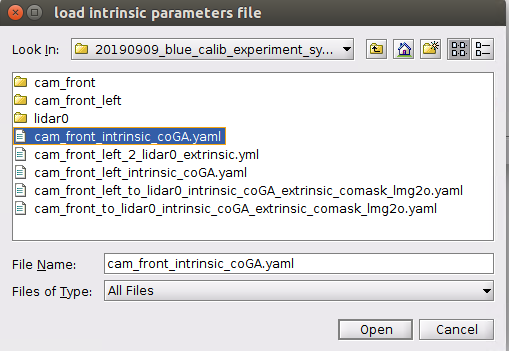 load intrinsic parameters file
Look In: 20190909_blue_calib_experiment_sy...
cam_front
cam_front_left
lidar0
cam_front_intrinsic_coGA.yaml
cam_front_left_2_lidar0_extrinsic.yml
cam_front_left_intrinsic_coGA.yaml
cam_front_left_to_lidar0_intrinsic_coGA_extrinsic_comask_lmg2o.yaml
cam_front_to_lidar0_intrinsic_coGA_extrinsic_comask_lmg2o.yaml
File Name: cam_front_intrinsic_coGA.yaml
Files of Type: All Files
Open Cancel